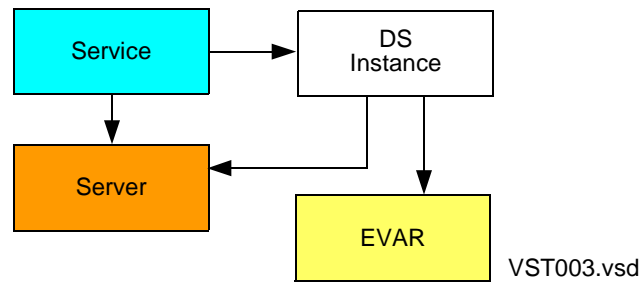 Service
DS
Instance
Server
EVAR
VST003.vsd